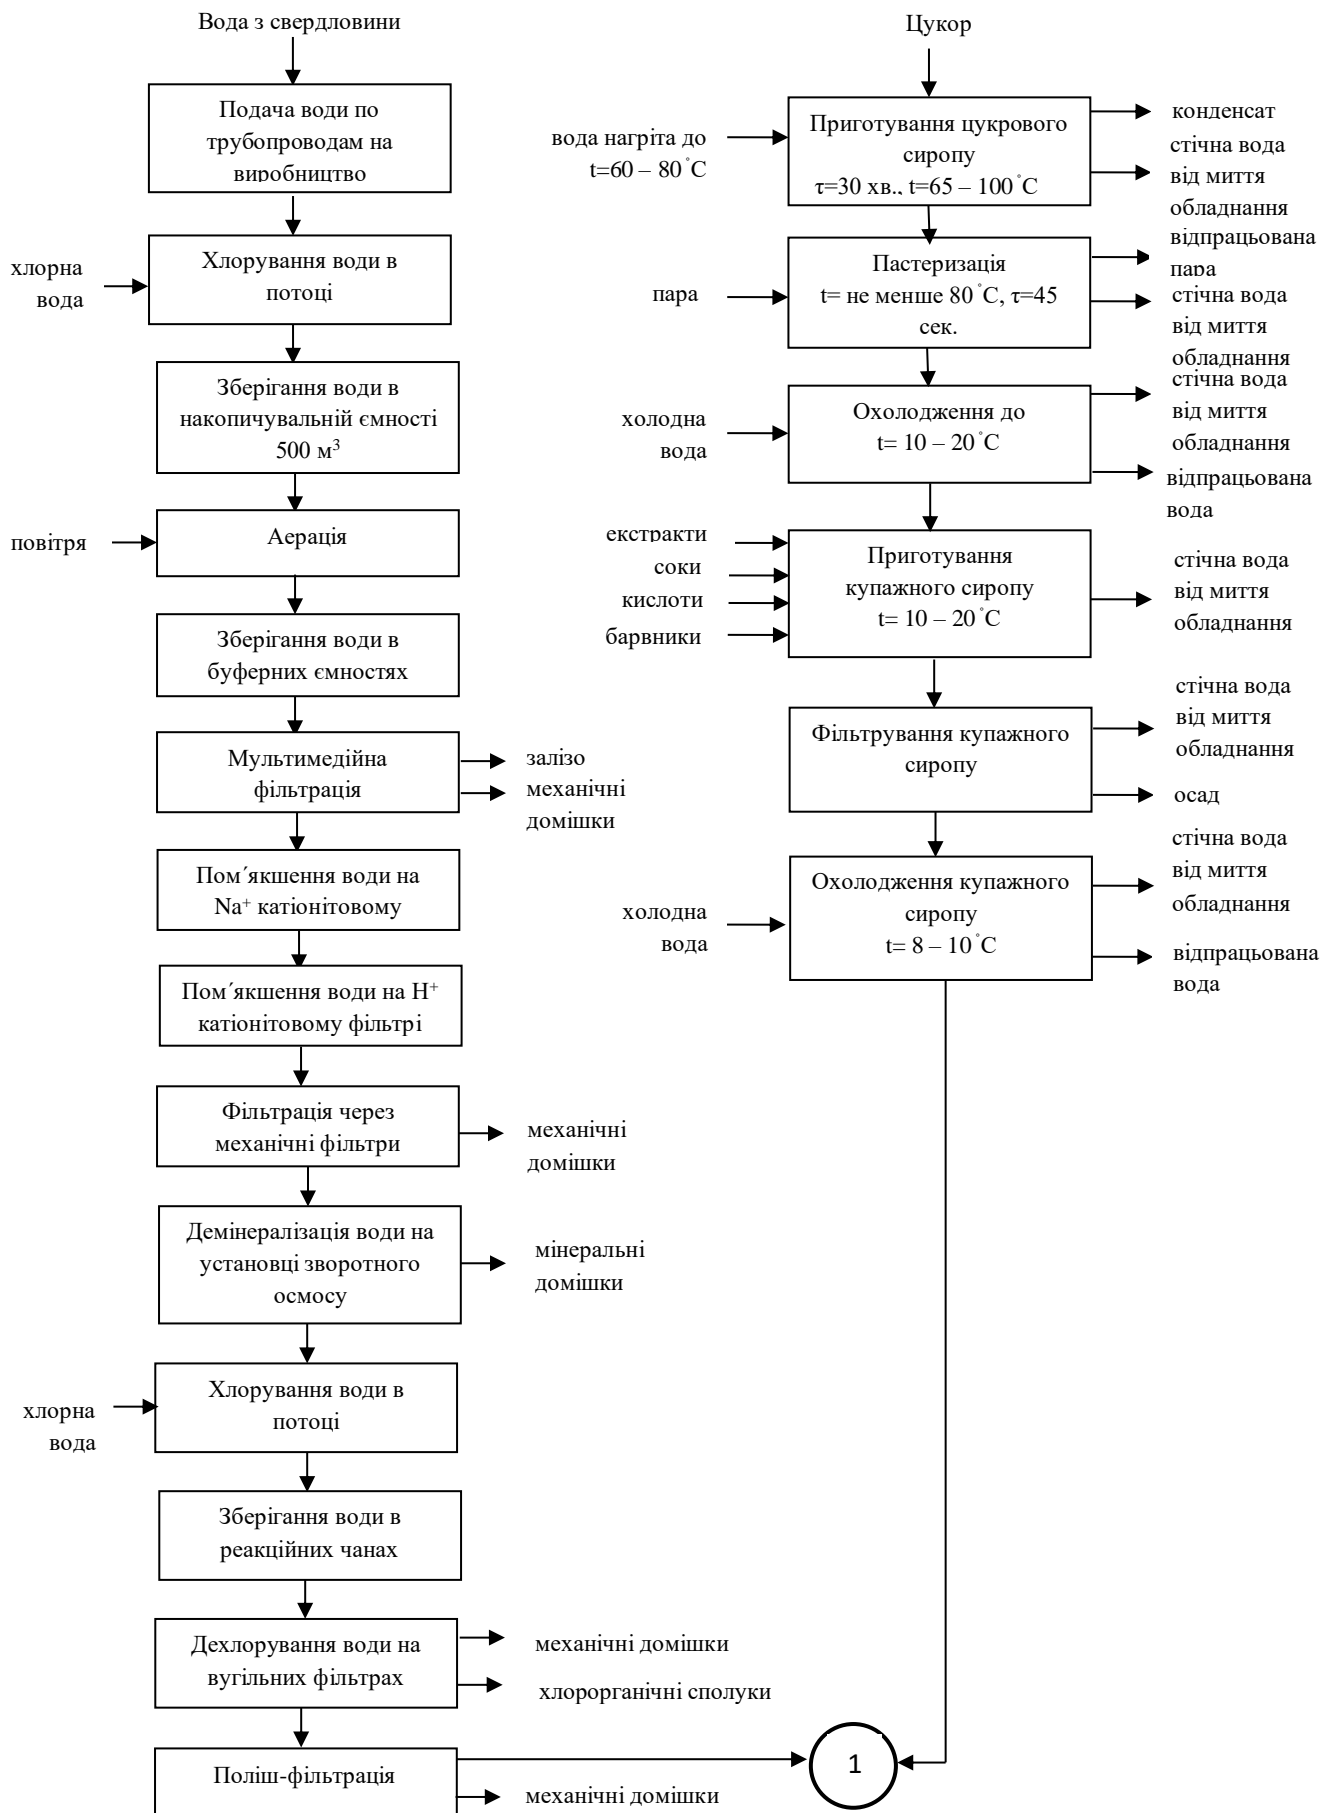 Вода з свердловини
Подача води по
трубопроводам на
виробництво
хлорна
вода
Хлорування води в
потоці
Зберігання води в
накопичувальній ємності
500 м³
повітря
Аерація
Зберігання води в
буферних ємностях
Мультимедійна
фільтрація
залізо
механічні
домішки
Пом´якшення води на
Na⁺ катіонітовому
Пом´якшення води на H⁺
катіонітовому фільтрі
Фільтрація через
механічні фільтри
механічні
домішки
Демінералізація води на
установці зворотного
осмосу
мінеральні
домішки
хлорна
вода
Хлорування води в
потоці
Зберігання води в
реакційних чанах
Дехлорування води на
вугільних фільтрах
механічні домішки
хлорорганічні сполуки
Поліш-фільтрація
механічні домішки
Цукор
вода нагріта до
t=60 – 80˚С
Приготування цукрового
сиропу
τ=30 хв., t=65 – 100˚С
конденсат
стічна вода
від миття
обладнання
пара
Пастеризація
t= не менше 80˚С, τ=45
сек.
відпрацьована
пара
стічна вода
від миття
обладнання
холодна
вода
Охолодження до
t= 10 – 20˚С
стічна вода
від миття
обладнання
відпрацьована
вода
екстракти
соки
кислоти
барвники
Приготування
купажного сиропу
t= 10 – 20˚С
стічна вода
від миття
обладнання
Фільтрування купажного
сиропу
стічна вода
від миття
обладнання
осад
холодна
вода
Охолодження купажного
сиропу
t= 8 – 10˚С
стічна вода
від миття
обладнання
відпрацьована
вода
1